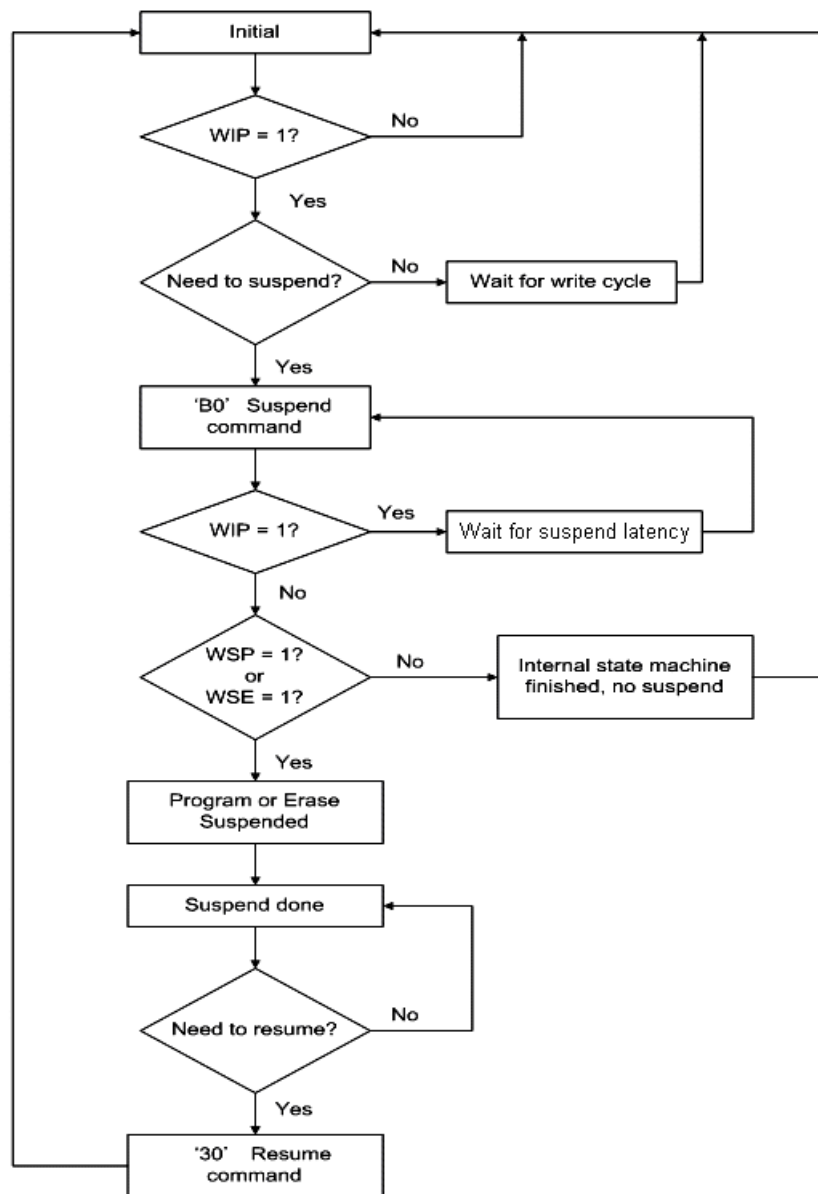 Initial
WIP = 1?
No
Yes
Need to suspend?
No
Wait for write cycle
Yes
‘B0’ Suspend
command
WIP = 1?
Yes
Wait for suspend latency
No
WSP = 1?
or
WSE = 1?
No
Internal state machine
finished, no suspend
Yes
Program or Erase
Suspended
Suspend done
Need to resume?
No
Yes
‘30’ Resume
command